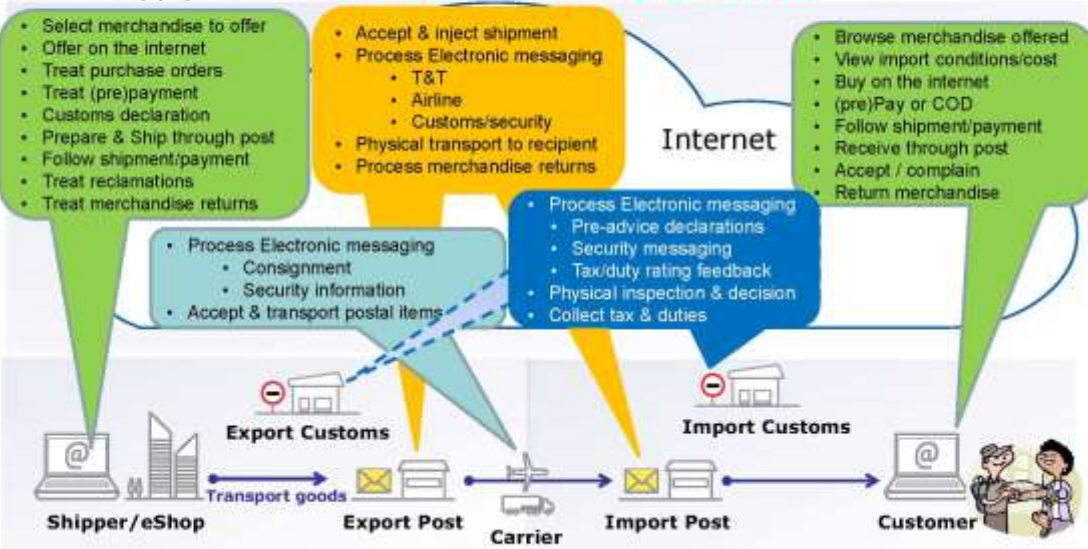 • Select merchandise to offer
• Offer on the internet
• Treat purchase orders
• Treat (pre)payment
• Customs declaration
• Prepare & Ship through post
• Follow shipment/payment
• Treat reclamations
• Treat merchandise returns
• Accept & inject shipment
• Process Electronic messaging
• T&T
• Airline
• Customs/security
• Physical transport to recipient
• Process merchandise returns
Internet
• Browse merchandise offered
• View import conditions/cost
• Buy on the internet
• (pre)Pay or COD
• Follow shipment/payment
• Receive through post
• Accept / complain
• Return merchandise
• Process Electronic messaging
• Consignment
• Security information
• Accept & transport postal items
• Process Electronic messaging
• Pre-advice declarations
• Security messaging
• Tax/duty rating feedback
• Physical inspection & decision
• Collect tax & duties
Export Customs
Import Customs
@
@
Transport goods
Shipper/eShop
Export Post
Carrier
Import Post
Customer